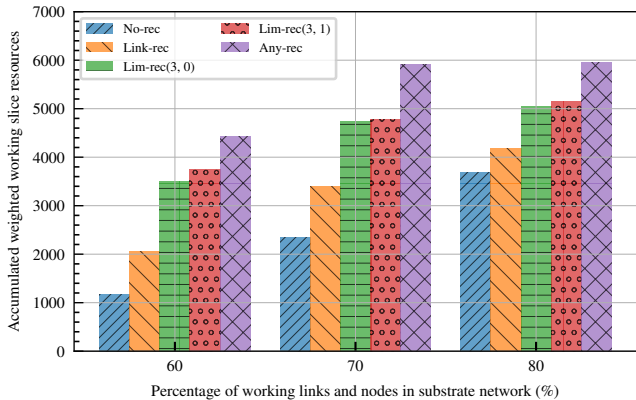 7000
6000
5000
4000
3000
2000
1000
0
Accumulated weighted working slice resources
No-rec
Link-rec
Lim-rec(3, 0)
Lim-rec(3, 1)
Any-rec
60
70
80
Percentage of working links and nodes in substrate network (%)